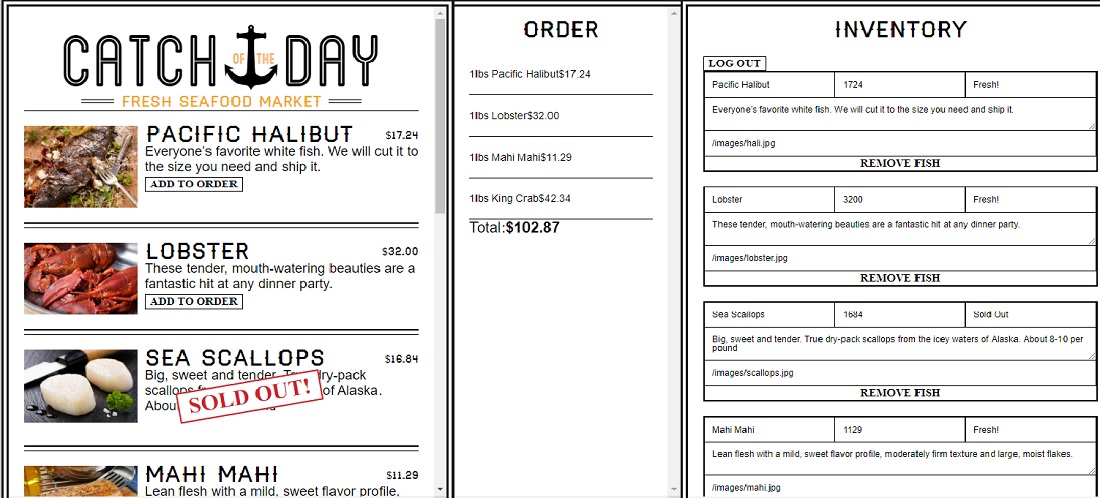 CATCH OF THE DAY
FRESH SEAFOOD MARKET
PACIFIC HALIBUT $17.24
Everyone's favorite white fish. We will cut it to
the size you need and ship it.
ADD TO ORDER
LOBSTER $32.00
These tender, mouth-watering beauties are a
fantastic hit at any dinner party.
ADD TO ORDER
SEA SCALLOPS $16.84
Big, sweet and tender. True dry-pack
scallops of Alaska.
About
SOLD OUT!
MAHI MAHI $11.29
Lean flesh with a mild, sweet flavor profile,
ORDER
1lbs Pacific Halibut$17.24
1lbs Lobster$32.00
1lbs Mahi Mahi$11.29
1lbs King Crab$42.34
Total:$102.87
INVENTORY
LOG OUT
Pacific Halibut 1724 Fresh!
Everyone's favorite white fish. We will cut it to the size you need and ship it.
/images/hali.jpg
REMOVE FISH
Lobster 3200 Fresh!
These tender, mouth-watering beauties are a fantastic hit at any dinner party.
/images/lobster.jpg
REMOVE FISH
Sea Scallops 1684 Sold Out
Big, sweet and tender. True dry-pack scallops from the icey waters of Alaska. About 8-10 per
pound
/images/scallops.jpg
REMOVE FISH
Mahi Mahi 1129 Fresh!
Lean flesh with a mild, sweet flavor profile, moderately firm texture and large, moist flakes.
/images/mahi.jpg